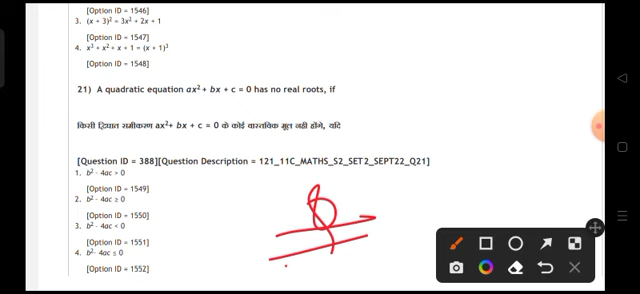 [Option ID = 1546]
3. (x + 3)² = 3x² + 2x + 1
[Option ID = 1547]
4. x³ + x² + x + 1 = (x + 1)³
[Option ID = 1548]
21) A quadratic equation ax² + bx + c = 0 has no real roots, if
किसी द्विघात समीकरण ax²+ bx + c = 0 के कोई वास्तविक मूल नहीं होंगे, यदि
[Question ID = 388][Question Description = 121_11C_MATHS_S2_SET2_SEPT22_Q21]
1. b² - 4ac > 0
[Option ID = 1549]
2. b² - 4ac ≥ 0
[Option ID = 1550]
3. b² - 4ac < 0
[Option ID = 1551]
4. b² - 4ac ≤ 0
[Option ID = 1552]